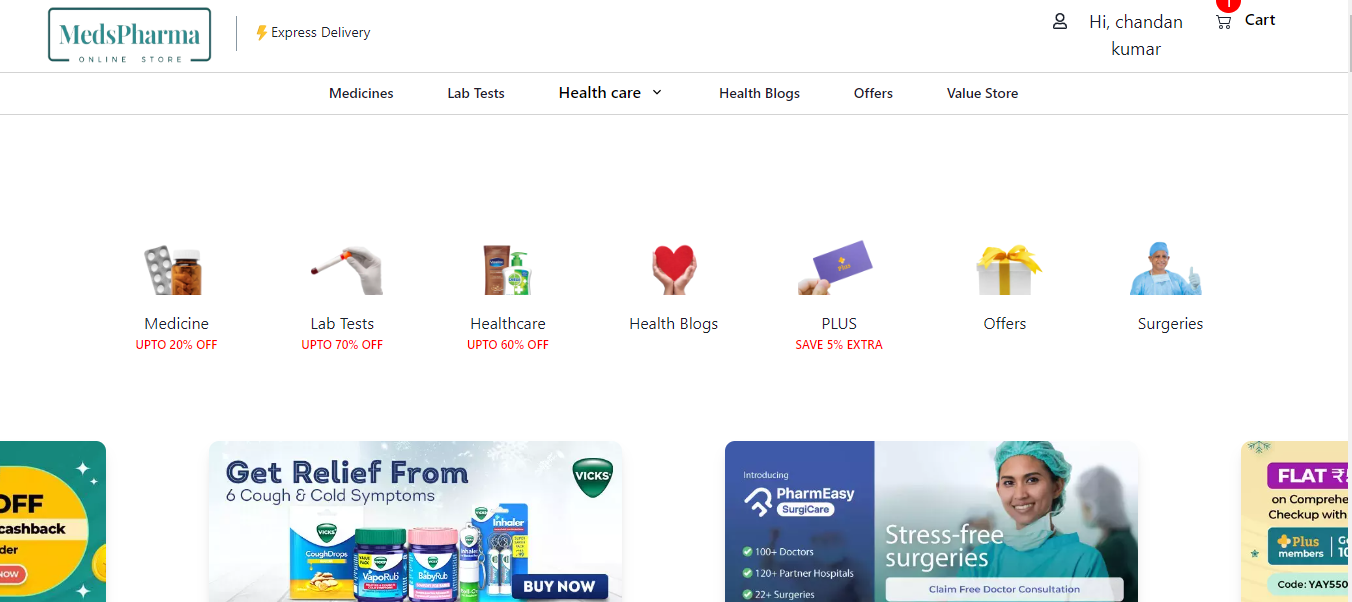 MedsPharma
ONLINE STORE
Express Delivery
Hi, chandan
kumar
1
Cart
Medicines
Lab Tests
Health care
Health Blogs
Offers
Value Store
Plus
Medicine
UPTO 20% OFF
Lab Tests
UPTO 70% OFF
Healthcare
UPTO 60% OFF
Health Blogs
PLUS
SAVE 5% EXTRA
Offers
Surgeries
OFF
cashback
der
NOW
Get Relief From
6 Cough & Cold Symptoms
VICKS
VICKS
CoughDrops
VapoRub
BabyRub
Inhaler
BUY NOW
Introducing
PharmEasy
SurgiCare
100+ Doctors
120+ Partner Hospitals
22+ Surgeries
Stress-free
surgeries
Claim Free Doctor Consultation
FLAT ₹
on Comprehe
Checkup with
Plus
members
Code: YAY550